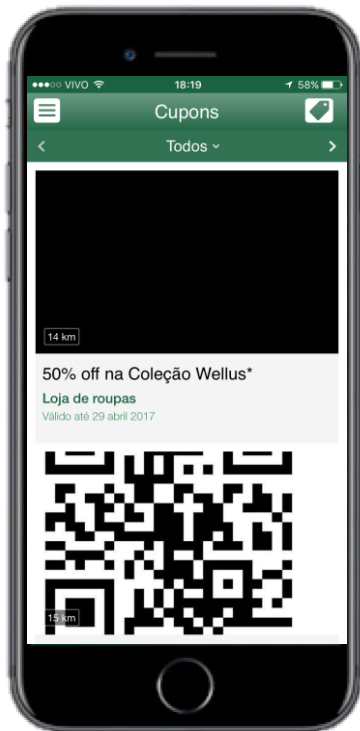 VIVO 18:19 58%
Cupons
Todos
14 km
50% off na Coleção Wellus*
Loja de roupas
Válido até 29 abril 2017
15 km